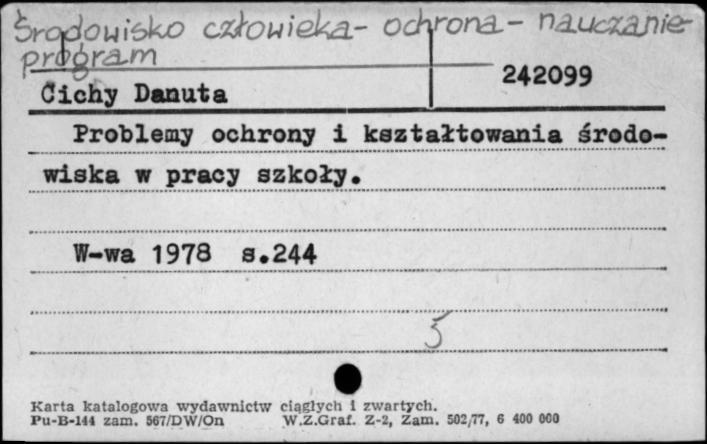 Środowisko człowieka - ochrona - nauczanie -
program
242099
Cichy Danuta
Problemy ochrony i kształtowania środo-
wiska w pracy szkoły.
W-wa 1978 s.244
5
Karta katalogowa wydawnictw ciągłych i zwartych.
Pu-B-144 zam. 567/DW/On W.Z.Graf. Z-2, Zam. 502/77, 6 400 000